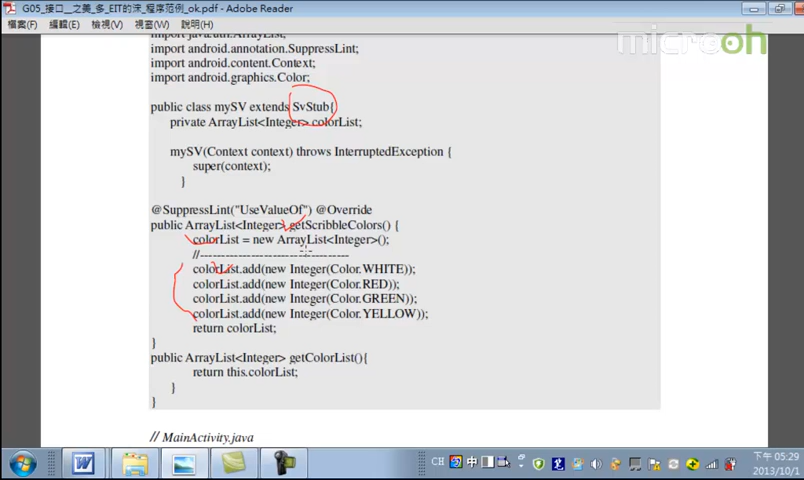 G05_接口__之美_多_EIT的床_程序范例_ok.pdf - Adobe Reader
檔案(F) 編輯(E) 檢視(V) 視窗(W) 說明(H)
microoh
import java.util.ArrayList;
import android.annotation.SuppressLint;
import android.content.Context;
import android.graphics.Color;
public class mySV extends SvStub{
private ArrayList<Integer> colorList;
mySV(Context context) throws InterruptedException {
super(context);
}
@SuppressLint("UseValueOf") @Override
public ArrayList<Integer> getScribbleColors() {
colorList = new ArrayList<Integer>();
//------------------------------------
colorList.add(new Integer(Color.WHITE));
colorList.add(new Integer(Color.RED));
colorList.add(new Integer(Color.GREEN));
colorList.add(new Integer(Color.YELLOW));
return colorList;
}
public ArrayList<Integer> getColorList(){
return this.colorList;
}
}
// MainActivity.java
CH 中 下午 05:29
2013/10/1